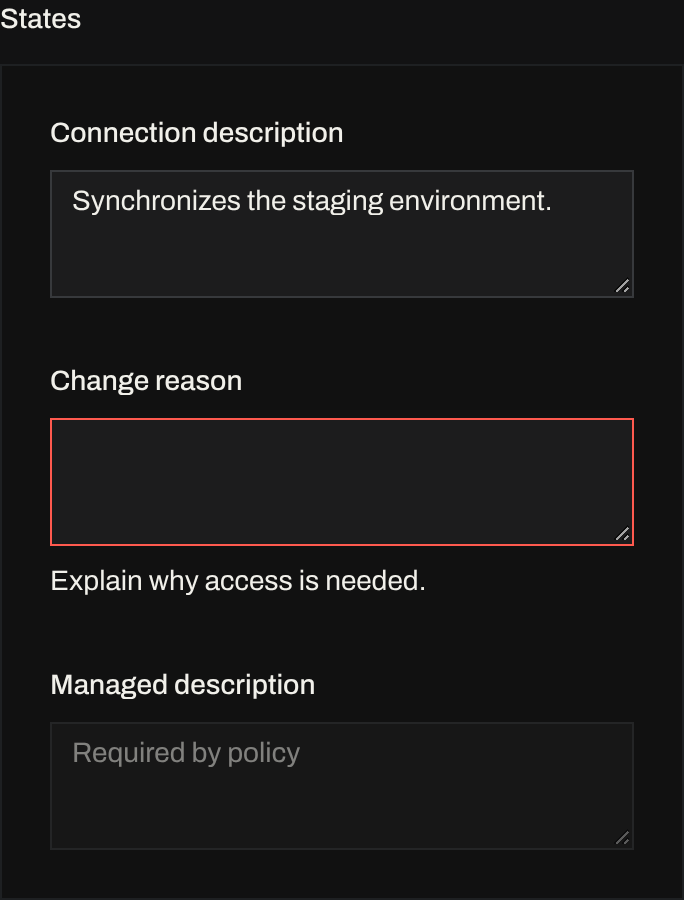 States
Connection description
Synchronizes the staging environment.
Change reason
Explain why access is needed.
Managed description
Required by policy